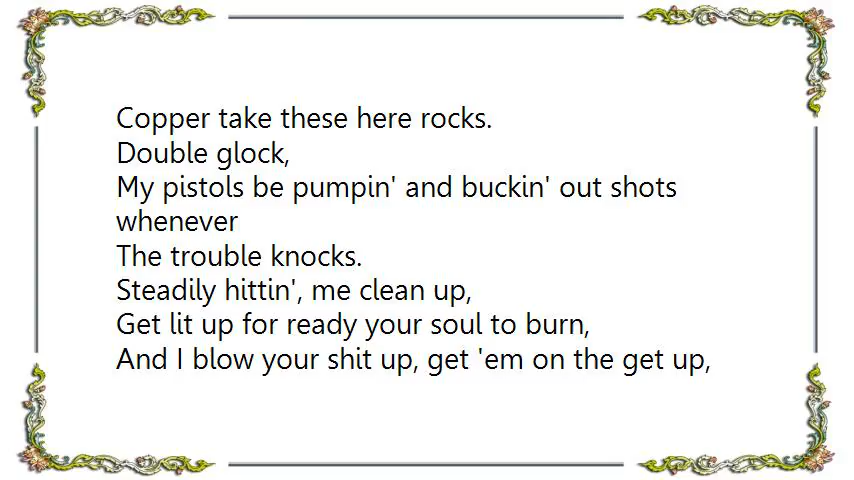 Copper take these here rocks.
Double glock,
My pistols be pumpin' and buckin' out shots
whenever
The trouble knocks.
Steadily hittin', me clean up,
Get lit up for ready your soul to burn,
And I blow your shit up, get 'em on the get up,